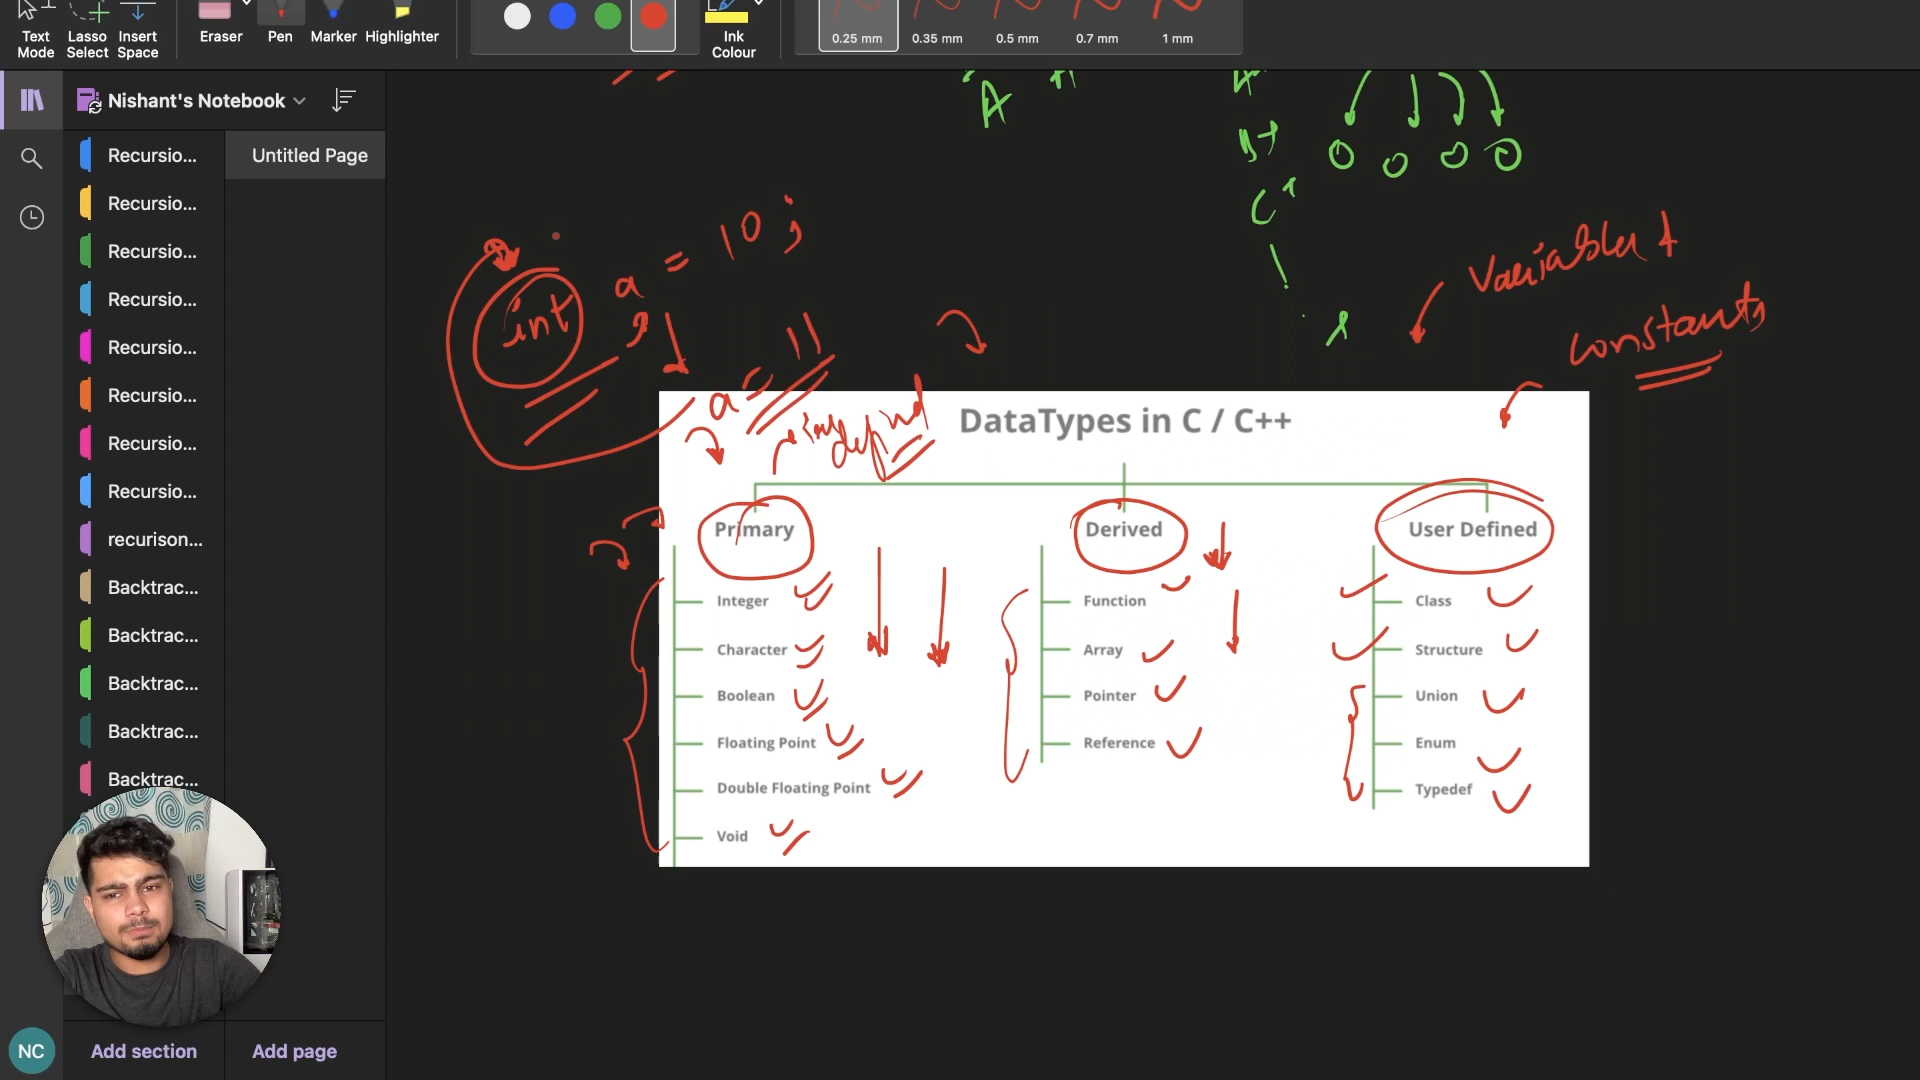 Text
Mode
Lasso
Select
Insert
Space
Eraser
Pen
Marker
Highlighter
Ink
Colour
0.25 mm
0.35 mm
0.5 mm
0.7 mm
1 mm
Nishant's Notebook
Recursio...
Recursio...
Recursio...
Recursio...
Recursio...
Recursio...
Recursio...
Recursio...
recurison...
Backtrac...
Backtrac...
Backtrac...
Backtrac...
Backtrac...
Untitled Page
A
C+
int a = 10;
a = 11
Variable
Constants
DataTypes in C / C++
Primary
Integer
Character
Boolean
Floating Point
Double Floating Point
Void
Derived
Function
Array
Pointer
Reference
User Defined
Class
Structure
Union
Enum
Typedef
NC
Add section
Add page